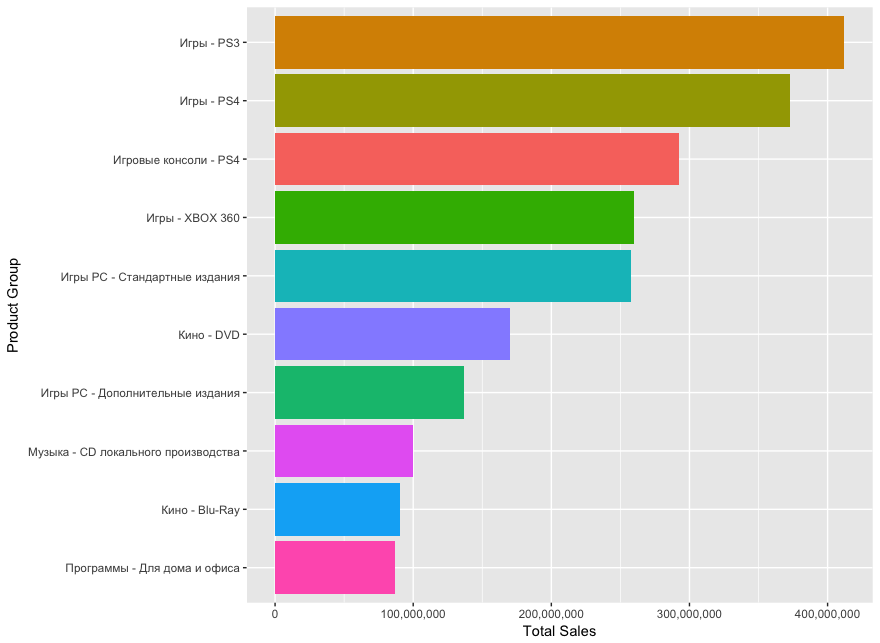 Product Group
Игры - PS3
Игры - PS4
Игровые консоли - PS4
Игры - XBOX 360
Игры PC - Стандартные издания
Кино - DVD
Игры PC - Дополнительные издания
Музыка - CD локального производства
Кино - Blu-Ray
Программы - Для дома и офиса
0 100,000,000 200,000,000 300,000,000 400,000,000
Total Sales